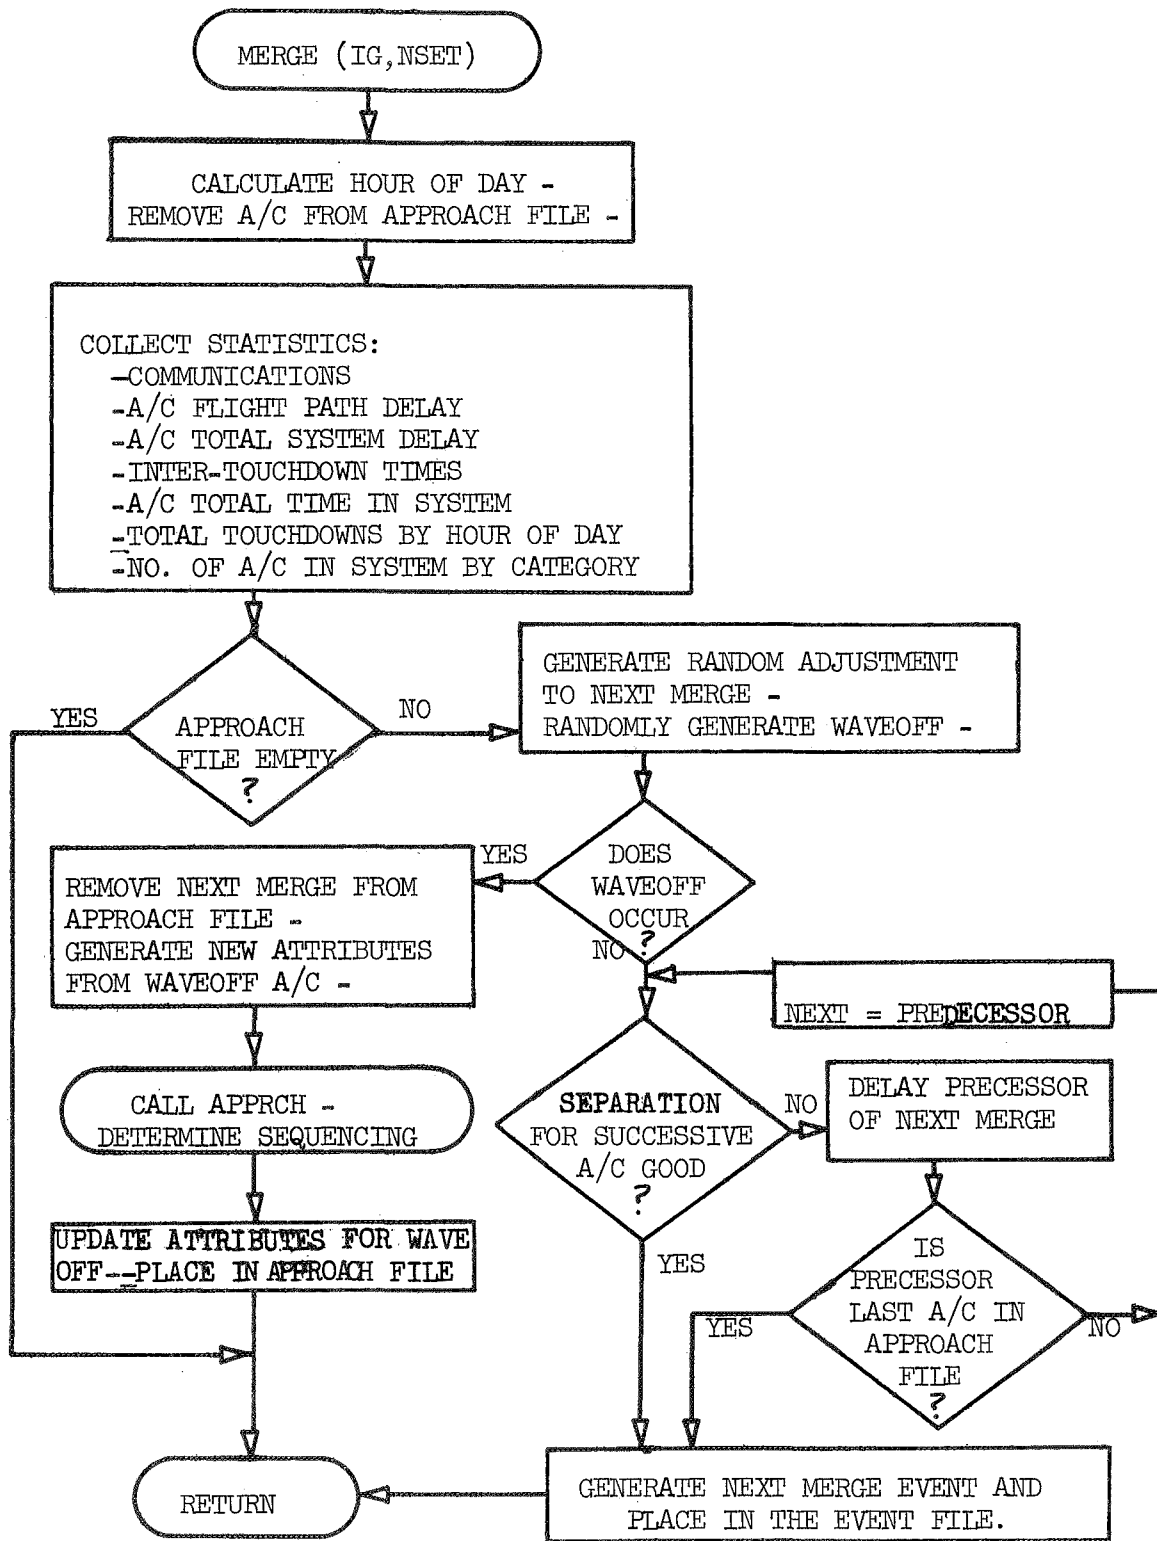 MERGE (IG,NSET)
CALCULATE HOUR OF DAY -
REMOVE A/C FROM APPROACH FILE -
COLLECT STATISTICS:
-COMMUNICATIONS
-A/C FLIGHT PATH DELAY
-A/C TOTAL SYSTEM DELAY
-INTER-TOUCHDOWN TIMES
-A/C TOTAL TIME IN SYSTEM
-TOTAL TOUCHDOWNS BY HOUR OF DAY
-NO. OF A/C IN SYSTEM BY CATEGORY
YES
APPROACH
FILE EMPTY
?
NO
GENERATE RANDOM ADJUSTMENT
TO NEXT MERGE -
RANDOMLY GENERATE WAVEOFF -
DOES
WAVEOFF
OCCUR
?
YES
NO
REMOVE NEXT MERGE FROM
APPROACH FILE -
GENERATE NEW ATTRIBUTES
FROM WAVEOFF A/C -
NEXT = PREDECESSOR
CALL APPRCH -
DETERMINE SEQUENCING
SEPARATION
FOR SUCCESSIVE
A/C GOOD
?
NO
DELAY PRECESSOR
OF NEXT MERGE
UPDATE ATTRIBUTES FOR WAVE
OFF--PLACE IN APPROACH FILE
YES
IS
PRECESSOR
LAST A/C IN
APPROACH
FILE
?
YES
NO
RETURN
GENERATE NEXT MERGE EVENT AND
PLACE IN THE EVENT FILE.